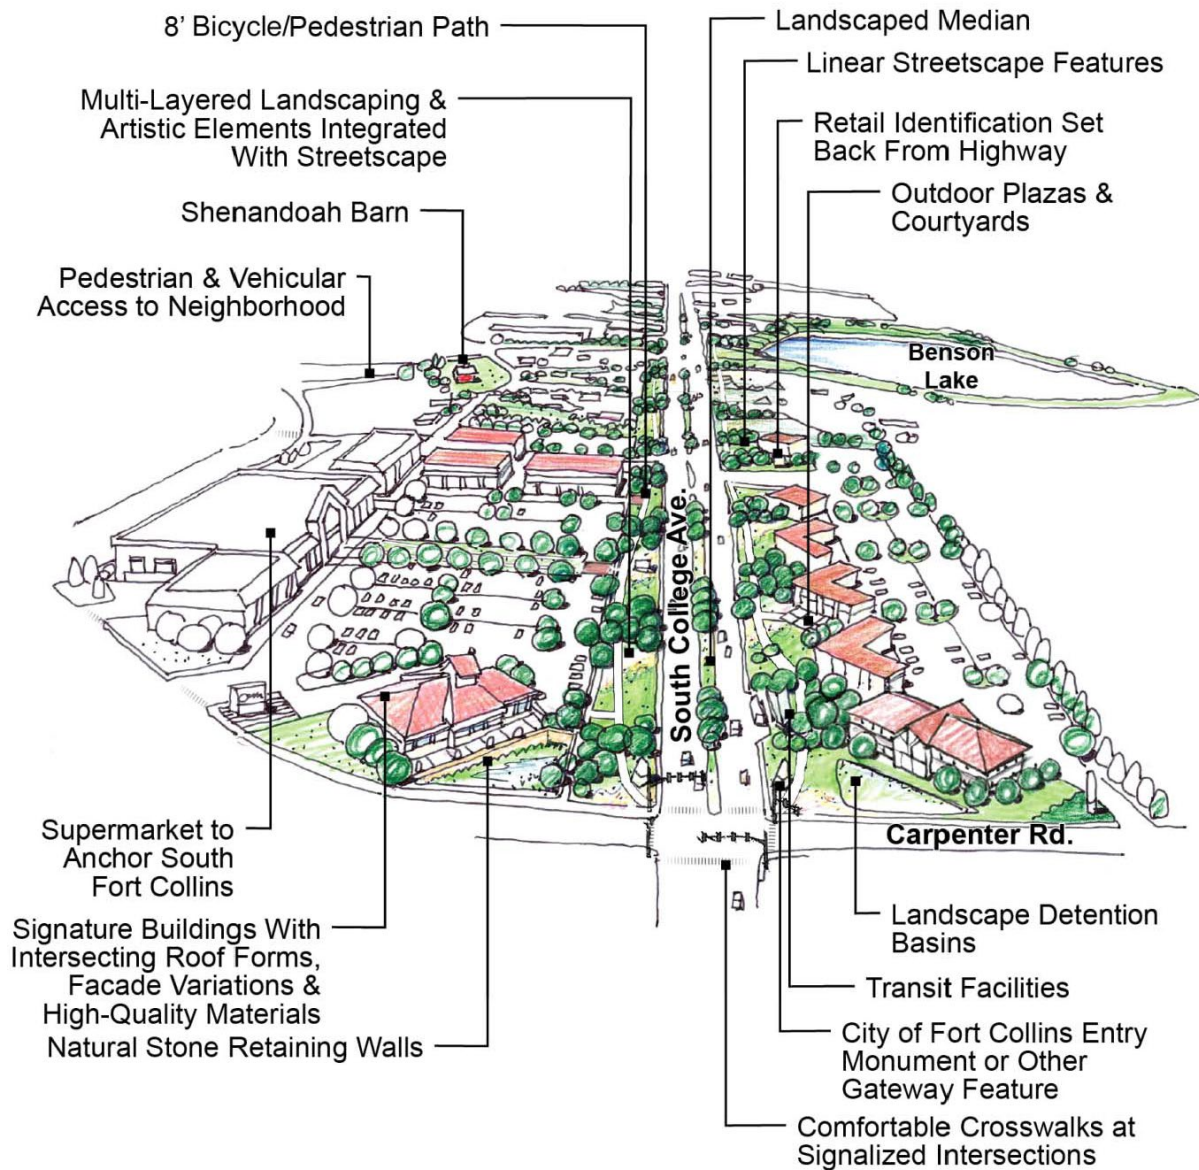 8' Bicycle/Pedestrian Path
Multi-Layered Landscaping &
Artistic Elements Integrated
With Streetscape
Shenandoah Barn
Pedestrian & Vehicular
Access to Neighborhood
Landscaped Median
Linear Streetscape Features
Retail Identification Set
Back From Highway
Outdoor Plazas &
Courtyards
Benson
Lake
South College Ave.
Carpenter Rd.
Supermarket to
Anchor South
Fort Collins
Signature Buildings With
Intersecting Roof Forms,
Facade Variations &
High-Quality Materials
Natural Stone Retaining Walls
Landscape Detention
Basins
Transit Facilities
City of Fort Collins Entry
Monument or Other
Gateway Feature
Comfortable Crosswalks at
Signalized Intersections